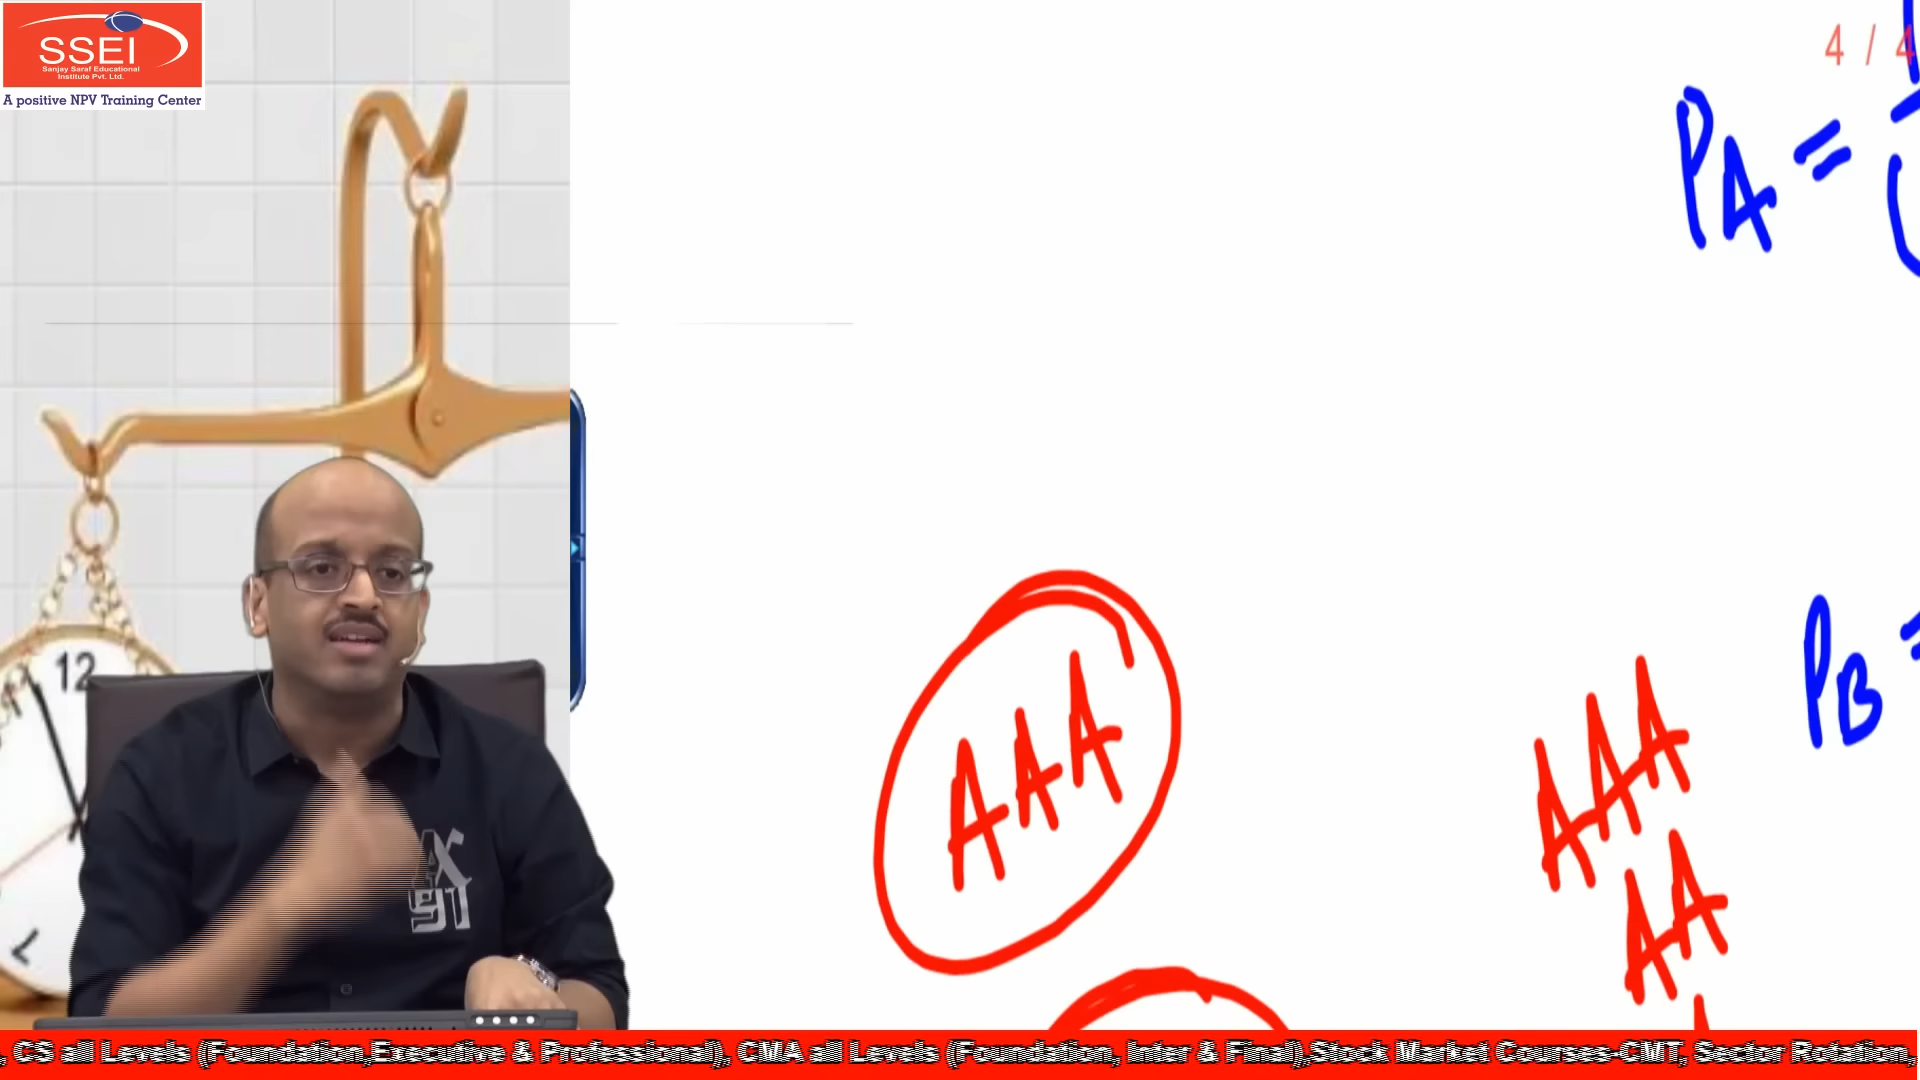 SSEI
Sanjay Saraf Educational
Institute Pvt. Ltd.
A positive NPV Training Center
4 / 4
PA =
12
AAA
PB =
AAA
AA
, CS all Levels (Foundation,Executive & Professional), CMA all Levels (Foundation, Inter & Final),Stock Market Courses-CMT, Sector Rotation,